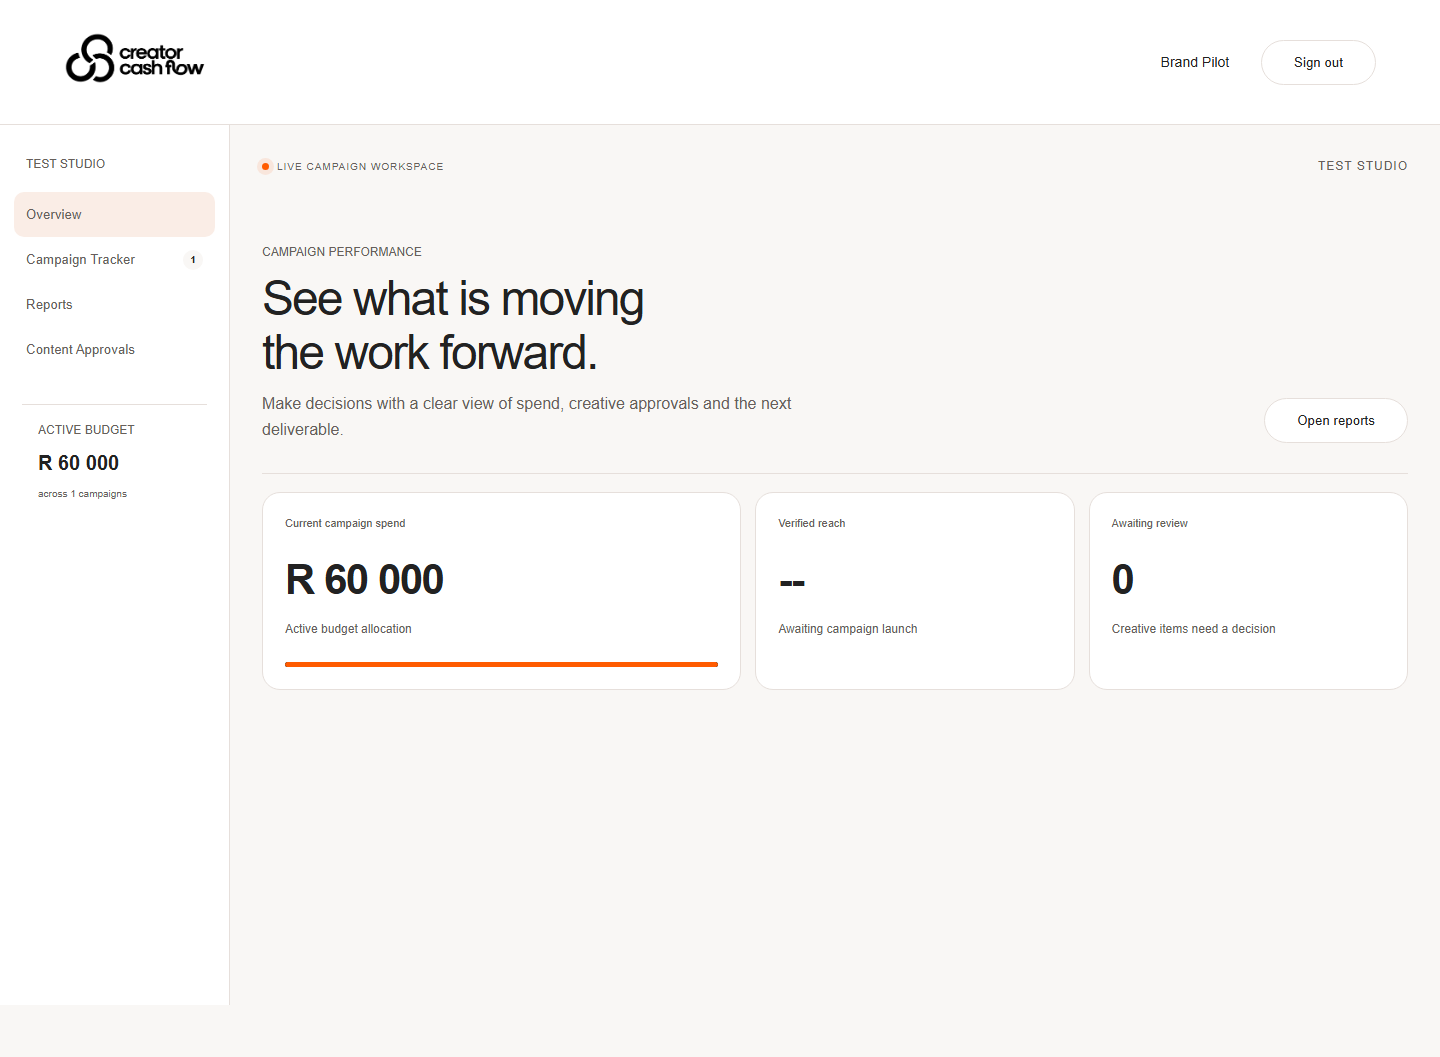 creator
cash flow
Brand Pilot
Sign out
TEST STUDIO
Overview
Campaign Tracker
1
Reports
Content Approvals
ACTIVE BUDGET
R 60 000
across 1 campaigns
LIVE CAMPAIGN WORKSPACE
TEST STUDIO
CAMPAIGN PERFORMANCE
See what is moving
the work forward.
Make decisions with a clear view of spend, creative approvals and the next
deliverable.
Open reports
Current campaign spend
R 60 000
Active budget allocation
Verified reach
--
Awaiting campaign launch
Awaiting review
0
Creative items need a decision